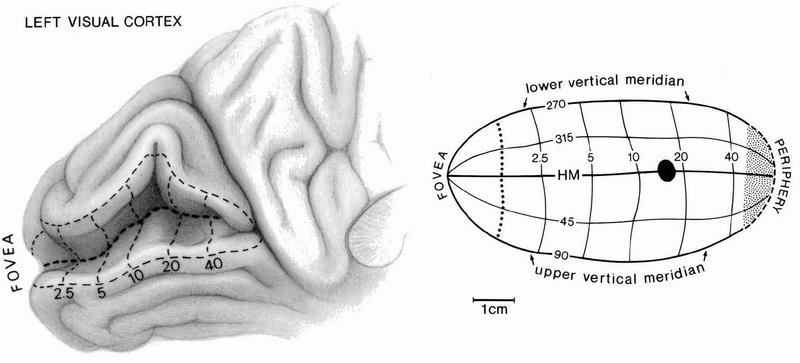 LEFT VISUAL CORTEX
FOVEA
2.5
5
10
20
40
lower vertical meridian
270
315
2.5
5
10
20
40
FOVEA
HM
PERIPHERY
45
90
upper vertical meridian
1cm